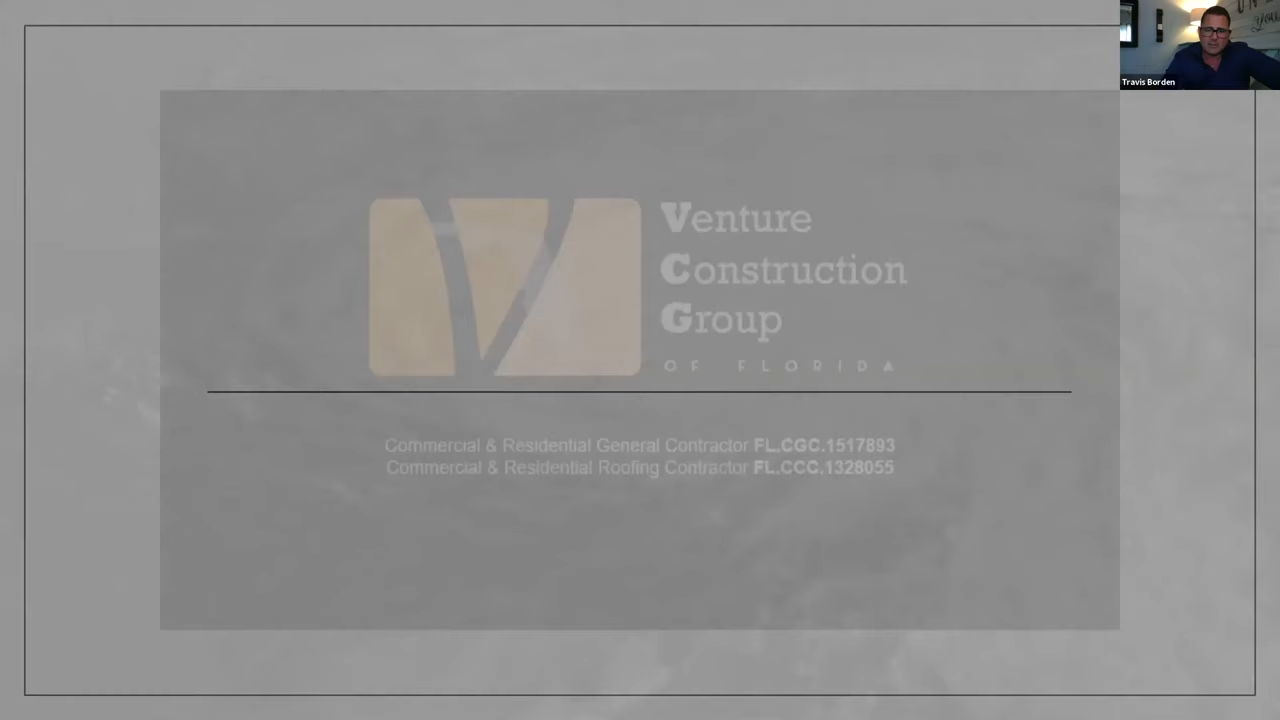 Travis Borden
Venture
Construction
Group
OF FLORIDA
Commercial & Residential General Contractor FL.CGC.1517893
Commercial & Residential Roofing Contractor FL.CCC.1328055